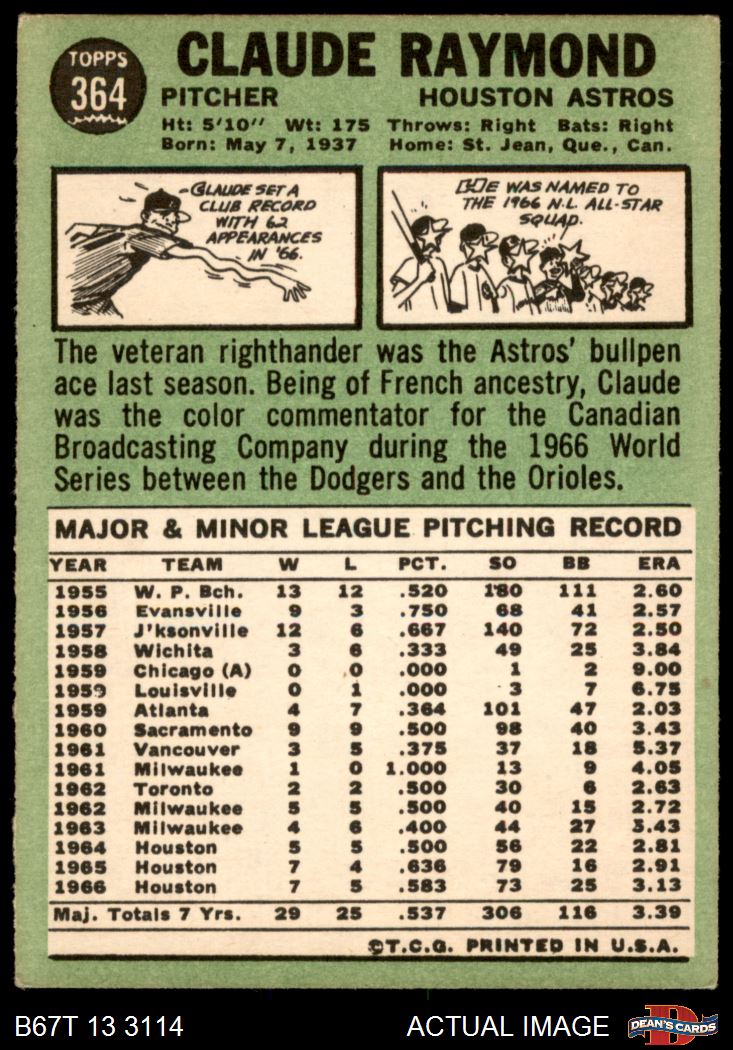 TOPPS
364
CLAUDE RAYMOND
PITCHER HOUSTON ASTROS
Ht: 5'10" Wt: 175 Throws: Right Bats: Right
Born: May 7, 1937 Home: St. Jean, Que., Can.
CLAUDE SET A
CLUB RECORD
WITH 62
APPEARANCES
IN '66.
HE WAS NAMED TO
THE 1966 N.L. ALL-STAR
SQUAD.
The veteran righthander was the Astros' bullpen
ace last season. Being of French ancestry, Claude
was the color commentator for the Canadian
Broadcasting Company during the 1966 World
Series between the Dodgers and the Orioles.
MAJOR & MINOR LEAGUE PITCHING RECORD
YEAR TEAM W L PCT. SO BB ERA
1955 W. P. Bch. 13 12 .520 180 111 2.60
1956 Evansville 9 3 .750 68 41 2.57
1957 J'ksonville 12 6 .667 140 72 2.50
1958 Wichita 3 6 .333 49 25 3.84
1959 Chicago (A) 0 0 .000 1 2 9.00
1959 Louisville 0 1 .000 3 7 6.75
1959 Atlanta 4 7 .364 101 47 2.03
1960 Sacramento 9 9 .500 98 40 3.43
1961 Vancouver 3 5 .375 37 18 5.37
1961 Milwaukee 1 0 1.000 13 9 4.05
1962 Toronto 2 2 .500 30 6 2.63
1962 Milwaukee 5 5 .500 40 15 2.72
1963 Milwaukee 4 6 .400 44 27 5.43
1964 Houston 5 5 .500 56 22 2.81
1965 Houston 7 4 .636 79 16 2.91
1966 Houston 7 5 .583 73 25 3.13
Maj. Totals 7 Yrs. 29 25 .537 306 116 3.39
©T.C.G. PRINTED IN U.S.A.
B67T 13 3114 ACTUAL IMAGE D DEAN'S CARDS